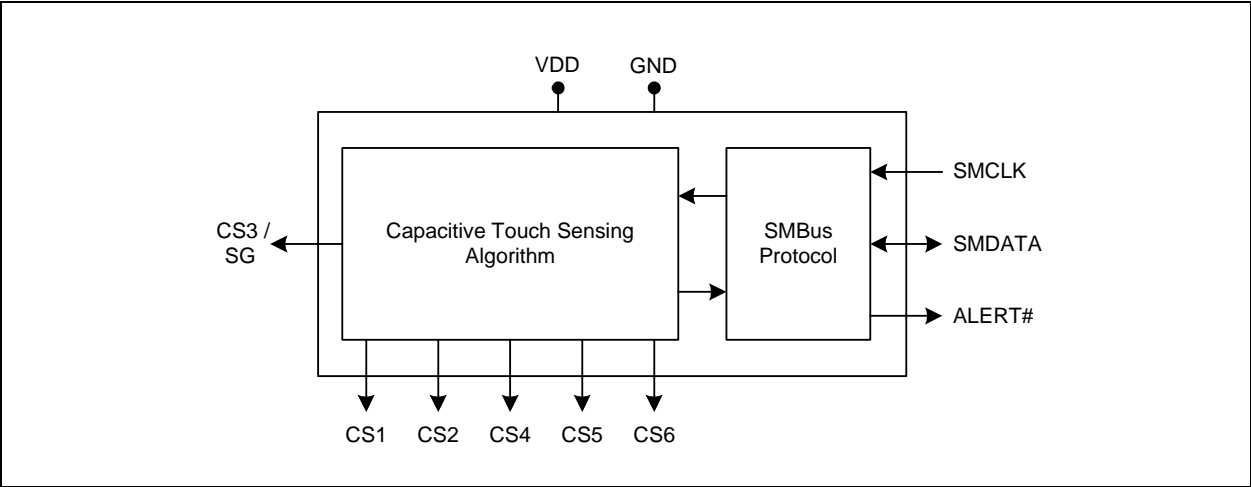 VDD
GND
CS3 /
SG
Capacitive Touch Sensing
Algorithm
SMBus
Protocol
SMCLK
SMDATA
ALERT#
CS1
CS2
CS4
CS5
CS6